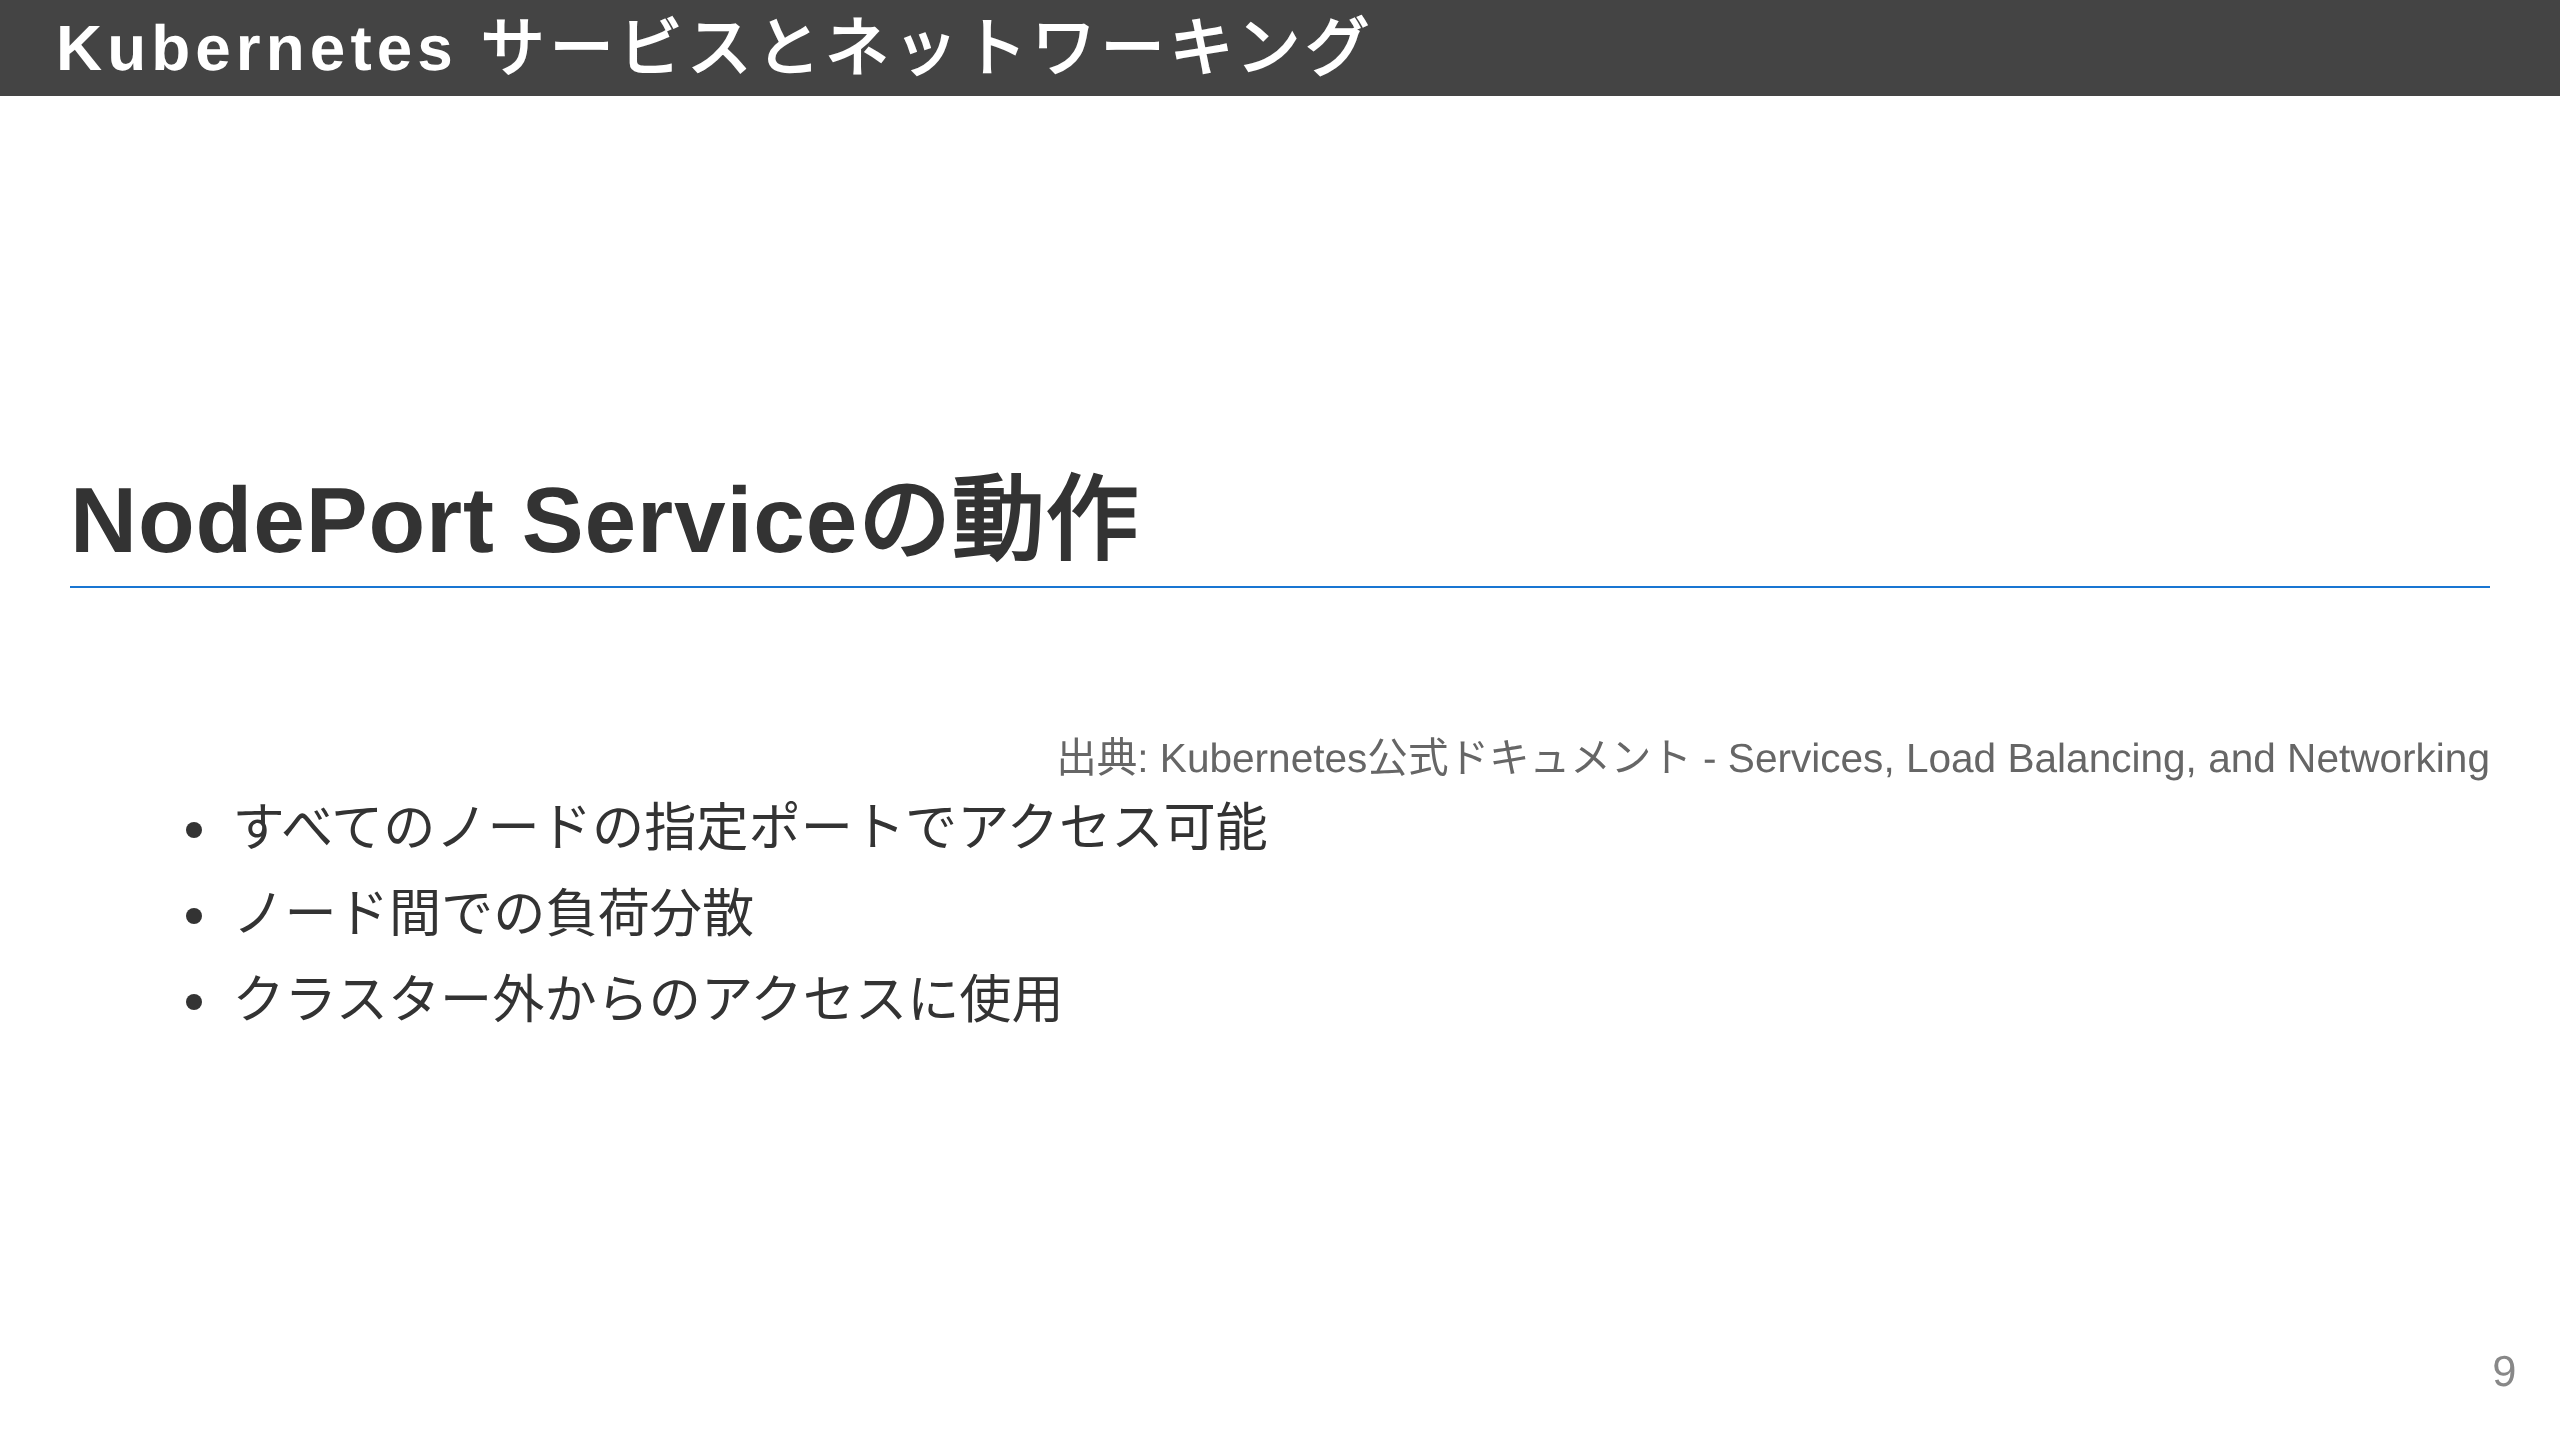 Kubernetes サービスとネットワーキング
NodePort Serviceの動作
出典: Kubernetes公式ドキュメント - Services, Load Balancing, and Networking
• すべてのノードの指定ポートでアクセス可能
• ノード間での負荷分散
• クラスター外からのアクセスに使用
9